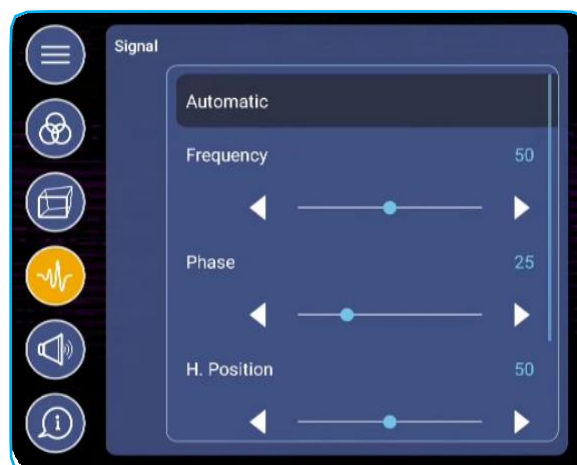 Signal
Automatic
Frequency 50
Phase 25
H. Position 50